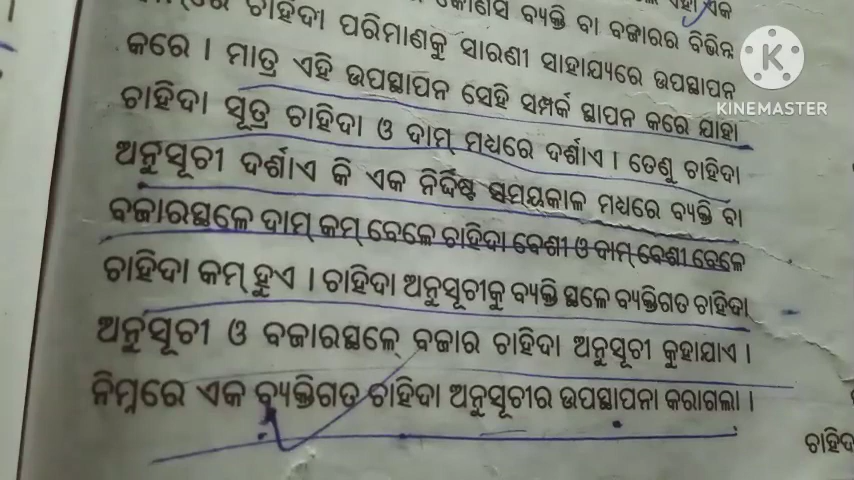 କୌଣସି ବ୍ୟକ୍ତି ବା ବଜାରର ବିଭିନ୍ନ
ଚାହିଦା ପରିମାଣକୁ ସାରଣୀ ସାହାଯ୍ୟରେ ଉପସ୍ଥାପନ
କରେ । ମାତ୍ର ଏହି ଉପସ୍ଥାପନ ସେହି ସମ୍ପର୍କ ସ୍ଥାପନ କରେ ଯାହା
ଚାହିଦା ସୂତ୍ର ଚାହିଦା ଓ ଦାମ୍ ମଧ୍ୟରେ ଦର୍ଶାଏ । ତେଣୁ ଚାହିଦା
ଅନୁସୂଚୀ ଦର୍ଶାଏ କି ଏକ ନିର୍ଦ୍ଦିଷ୍ଟ ସମୟକାଳ ମଧ୍ୟରେ ବ୍ୟକ୍ତି ବା
ବଜାରସ୍ଥଳେ ଦାମ୍ କମ୍ ବେଳେ ଚାହିଦା ବେଶୀ ଓ ଦାମ୍ ବେଶୀ ବେଳେ
ଚାହିଦା କମ୍ ହୁଏ । ଚାହିଦା ଅନୁସୂଚୀକୁ ବ୍ୟକ୍ତି ସ୍ଥଳେ ବ୍ୟକ୍ତିଗତ ଚାହିଦା
ଅନୁସୂଚୀ ଓ ବଜାରସ୍ଥଳେ ବଜାର ଚାହିଦା ଅନୁସୂଚୀ କୁହାଯାଏ ।
ନିମ୍ନରେ ଏକ ବ୍ୟକ୍ତିଗତ ଚାହିଦା ଅନୁସୂଚୀର ଉପସ୍ଥାପନା କରାଗଲା ।
KINEMASTER